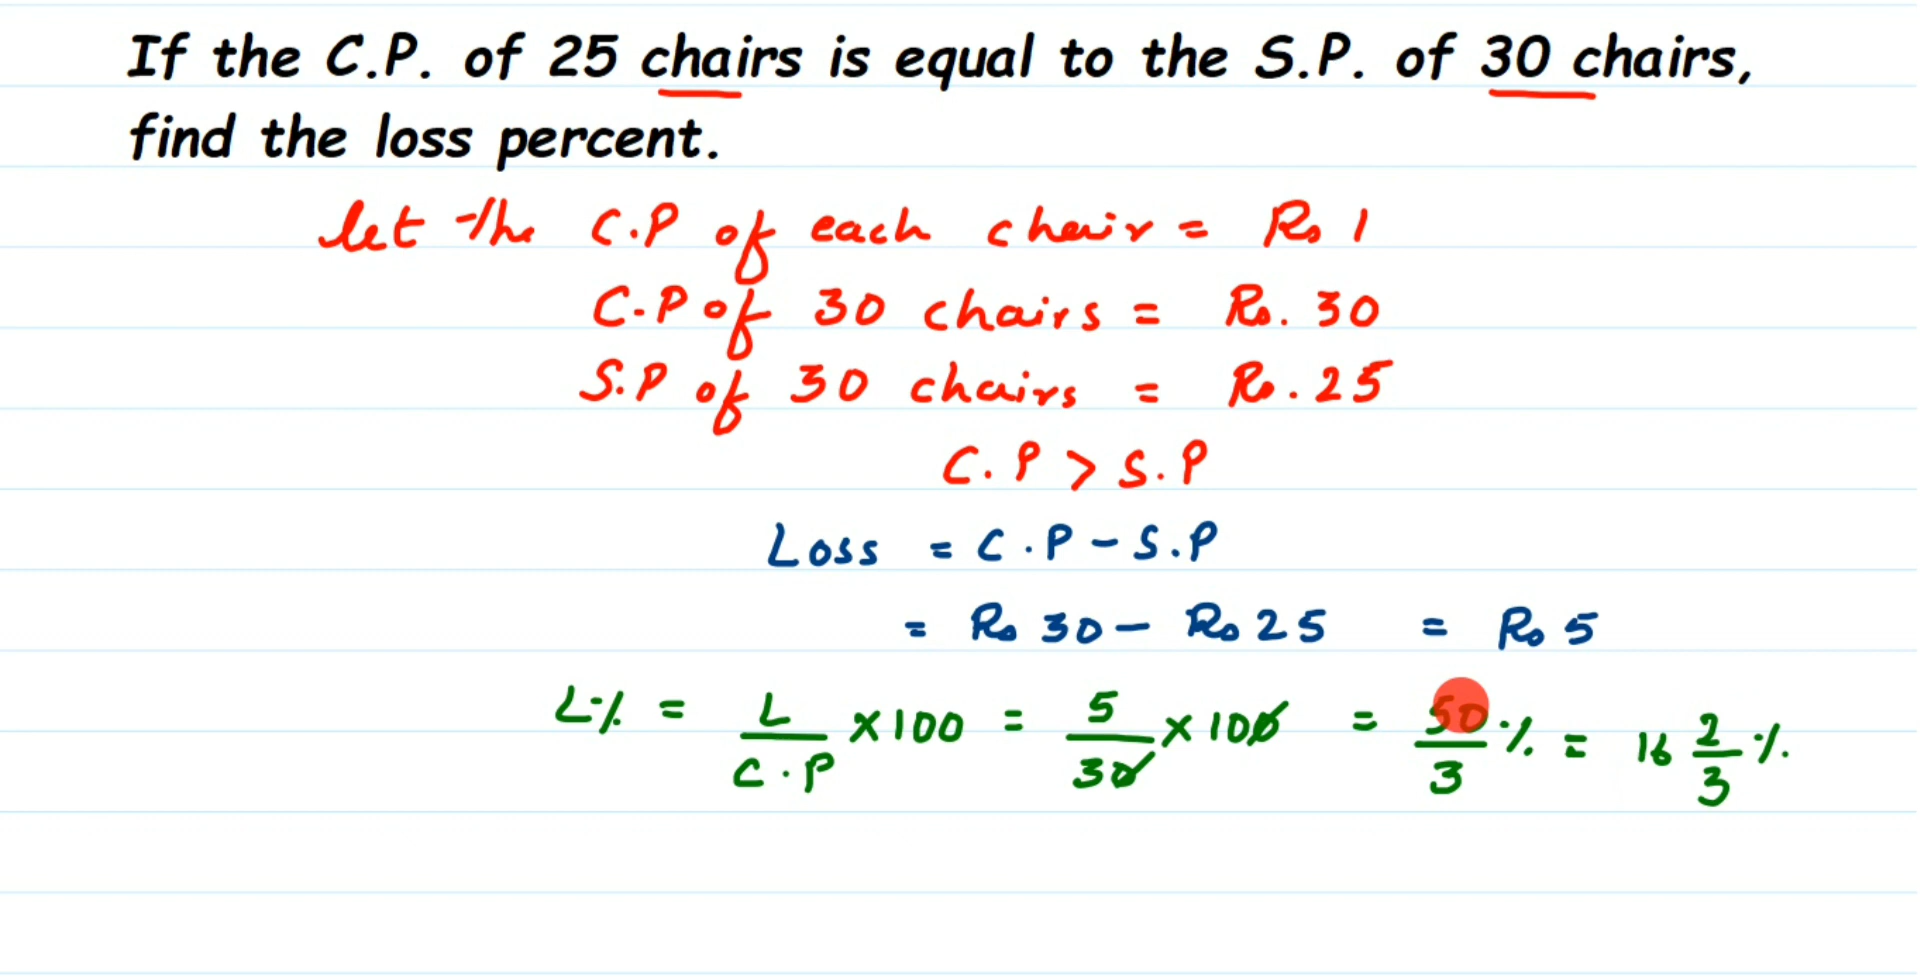 If the C.P. of 25 chairs is equal to the S.P. of 30 chairs,
find the loss percent.
let the C.P of each chair = Rs 1
C.P of 30 chairs = Rs. 30
S.P of 30 chairs = Rs. 25
C.P > S.P
Loss = C.P - S.P
= Rs 30 - Rs 25 = Rs 5
L% = L/C.P × 100 = 5/30 × 100 = 50/3 % = 16 2/3 %